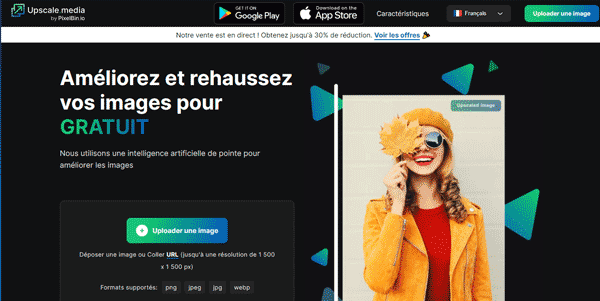 Upscale.media
by PixelBin.io
GET IT ON
Google Play
Download on the
App Store
Caractéristiques
Français
Uploader une image
Notre vente est en direct ! Obtenez jusqu'à 30% de réduction. Voir les offres
Améliorez et rehaussez
vos images pour
GRATUIT
Nous utilisons une intelligence artificielle de pointe pour
améliorer les images
Upscaled Image
Uploader une image
Déposer une image ou Coller URL (jusqu'à une résolution de 1 500
x 1 500 px)
Formats supportés: png jpeg jpg webp